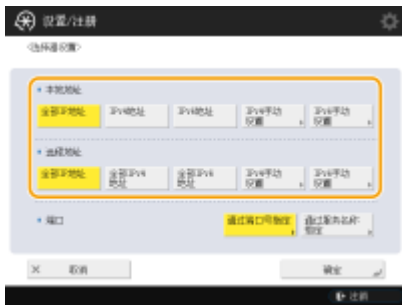 设置/注册
<选择器设置>
本地地址
全部IP地址
IPv4地址
IPv6地址
IPv4手动
设置
IPv6手动
设置
远程地址
全部IP地址
全部IPv4
地址
全部IPv6
地址
IPv4手动
设置
IPv6手动
设置
端口
通过端口号指定
通过服务名称
指定
× 取消
确定
注销